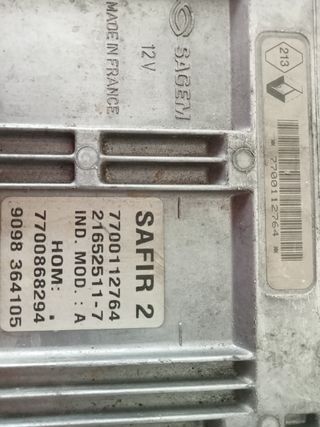 SAGEM
12V
MADE IN FRANCE
213
7700112764
SAFIR 2
7700112764
21652511-7
IND. MOD. : A
HOM:
7700868294
9098 364105